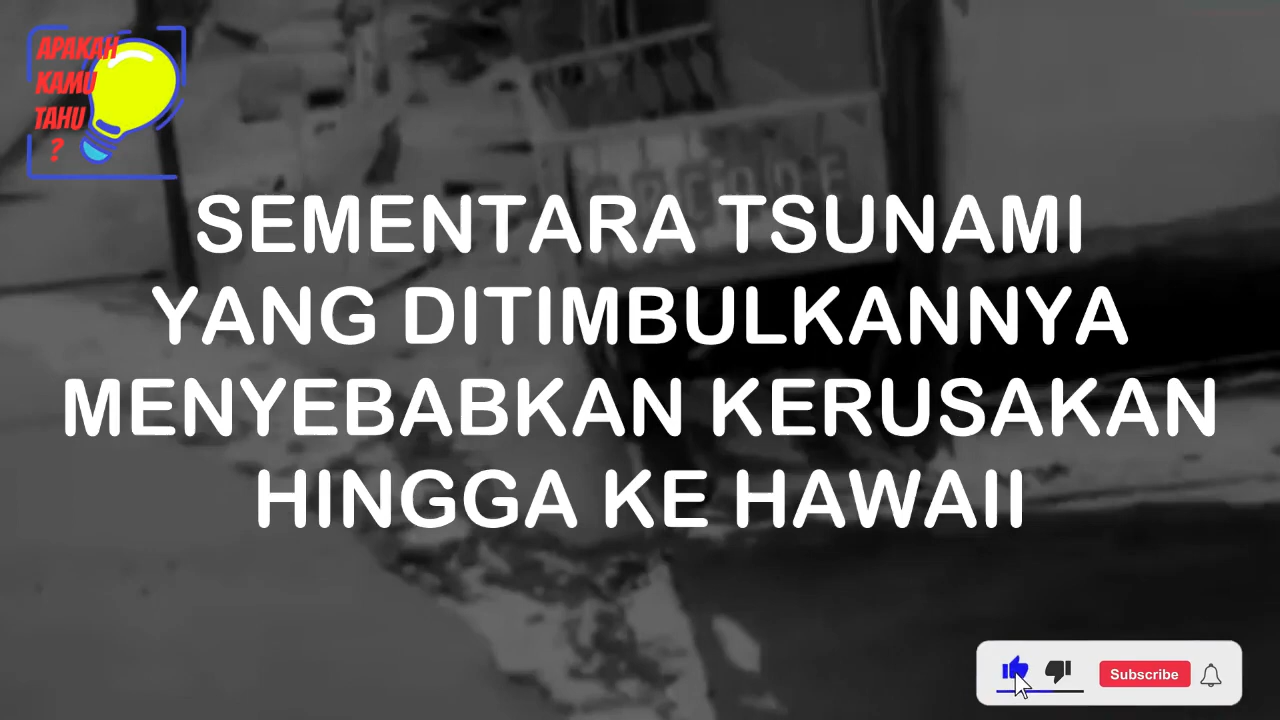 APAKAH
KAMU
TAHU
?
SEMENTARA TSUNAMI
YANG DITIMBULKANNYA
MENYEBABKAN KERUSAKAN
HINGGA KE HAWAII
Subscribe